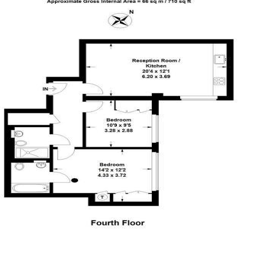 Approximate Gross Internal Area = 66 sq m / 710 sq ft
N
Reception Room /
Kitchen
20'4 x 12'1
6.20 x 3.69
IN
Bedroom
10'9 x 9'5
3.28 x 2.88
Bedroom
14'2 x 12'2
4.33 x 3.72
T
Fourth Floor